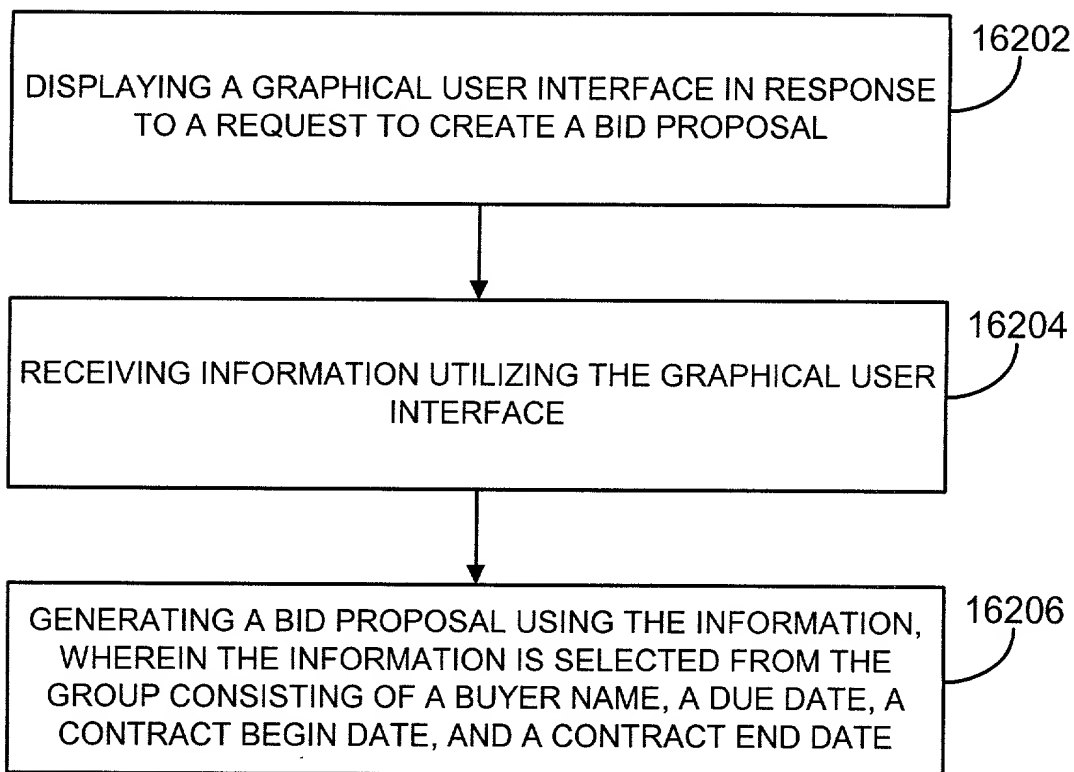 16202
DISPLAYING A GRAPHICAL USER INTERFACE IN RESPONSE
TO A REQUEST TO CREATE A BID PROPOSAL
16204
RECEIVING INFORMATION UTILIZING THE GRAPHICAL USER
INTERFACE
16206
GENERATING A BID PROPOSAL USING THE INFORMATION,
WHEREIN THE INFORMATION IS SELECTED FROM THE
GROUP CONSISTING OF A BUYER NAME, A DUE DATE, A
CONTRACT BEGIN DATE, AND A CONTRACT END DATE